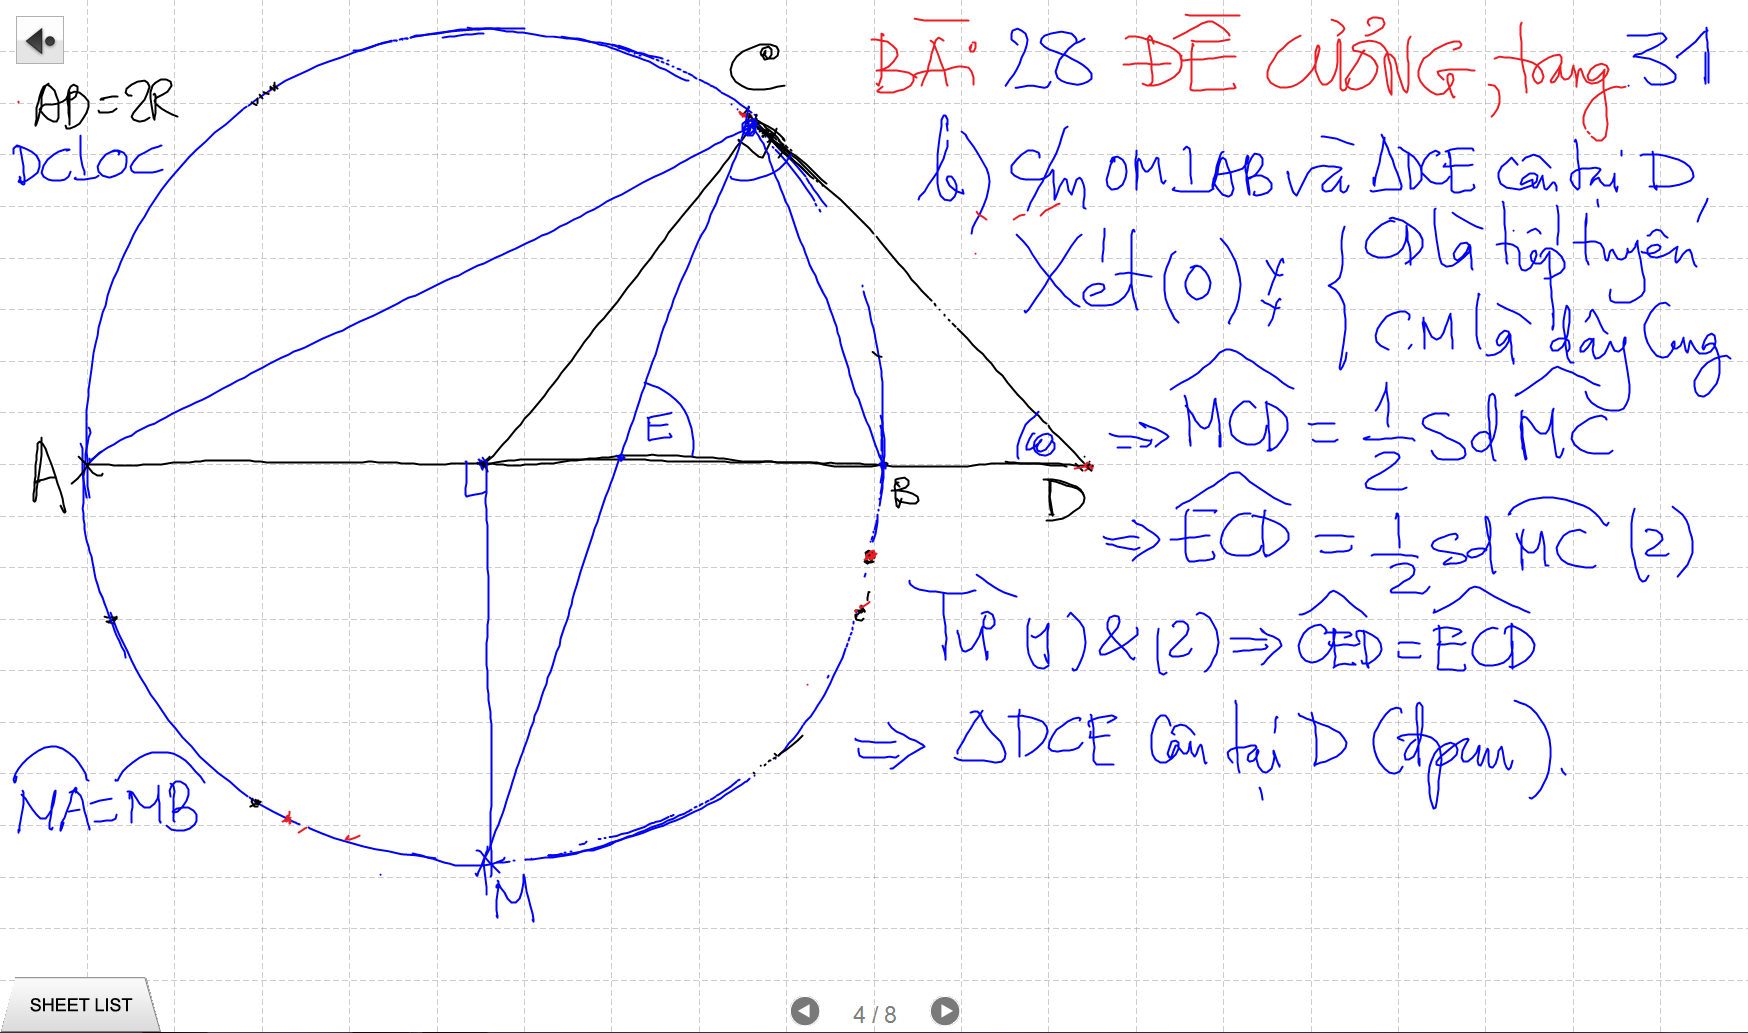 BÀI 28 ĐỀ CƯƠNG, trang 31
AB=2R
DC⊥OC
b) c/m OM⊥AB và ΔDCE cân tại D
Xét (O)
CD là tiếp tuyến
CM là dây cung
⇒ MCD = 1/2 Sđ MC
⇒ ECD = 1/2 Sđ MC (2)
Từ (1) & (2) ⇒ CED = ECD
⇒ ΔDCE cân tại D (đpcm).
C
E
A
B
D
MA=MB
M
SHEET LIST
4 / 8